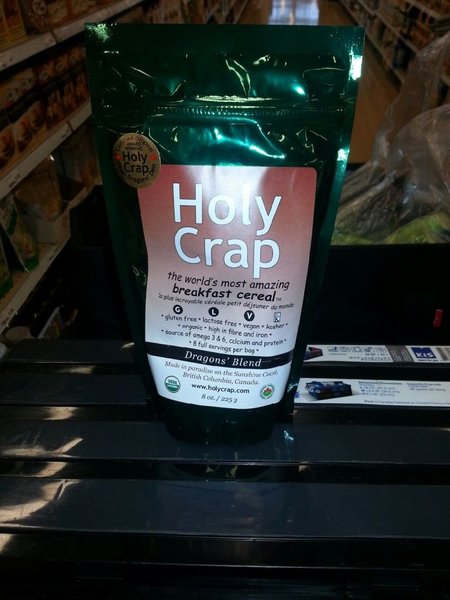 Holy
Crap
Holy
Crap
the world's most amazing
breakfast cereal™
la plus incroyable céréale petit déjeuner du monde
G L V K
• gluten free • lactose free • vegan • kosher •
• organic • high in fibre and iron •
• source of omega 3 & 6, calcium and protein •
• 8 full servings per bag •
Dragons' Blend
Made in paradise on the Sunshine Coast,
British Columbia, Canada.
www.holycrap.com
8 oz. / 225 g
USDA
KIS